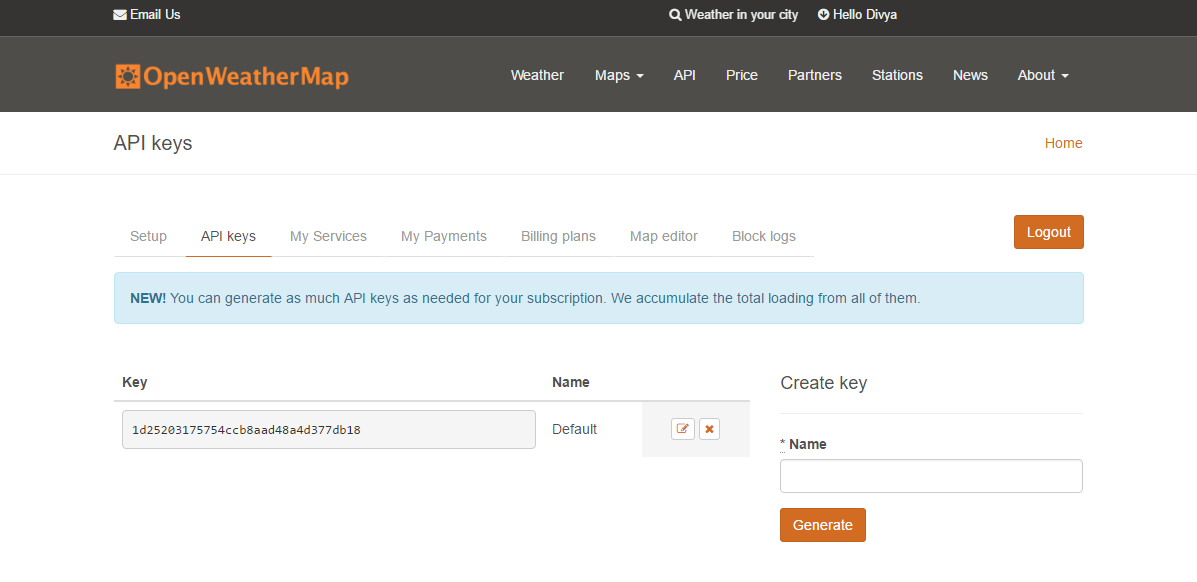 Email Us
Weather in your city
Hello Divya
OpenWeatherMap
Weather Maps API Price Partners Stations News About
API keys
Home
Setup API keys My Services My Payments Billing plans Map editor Block logs
Logout
NEW! You can generate as much API keys as needed for your subscription. We accumulate the total loading from all of them.
Key Name
1d25203175754ccb8aad48a4d377db18 Default
Create key
* Name
Generate